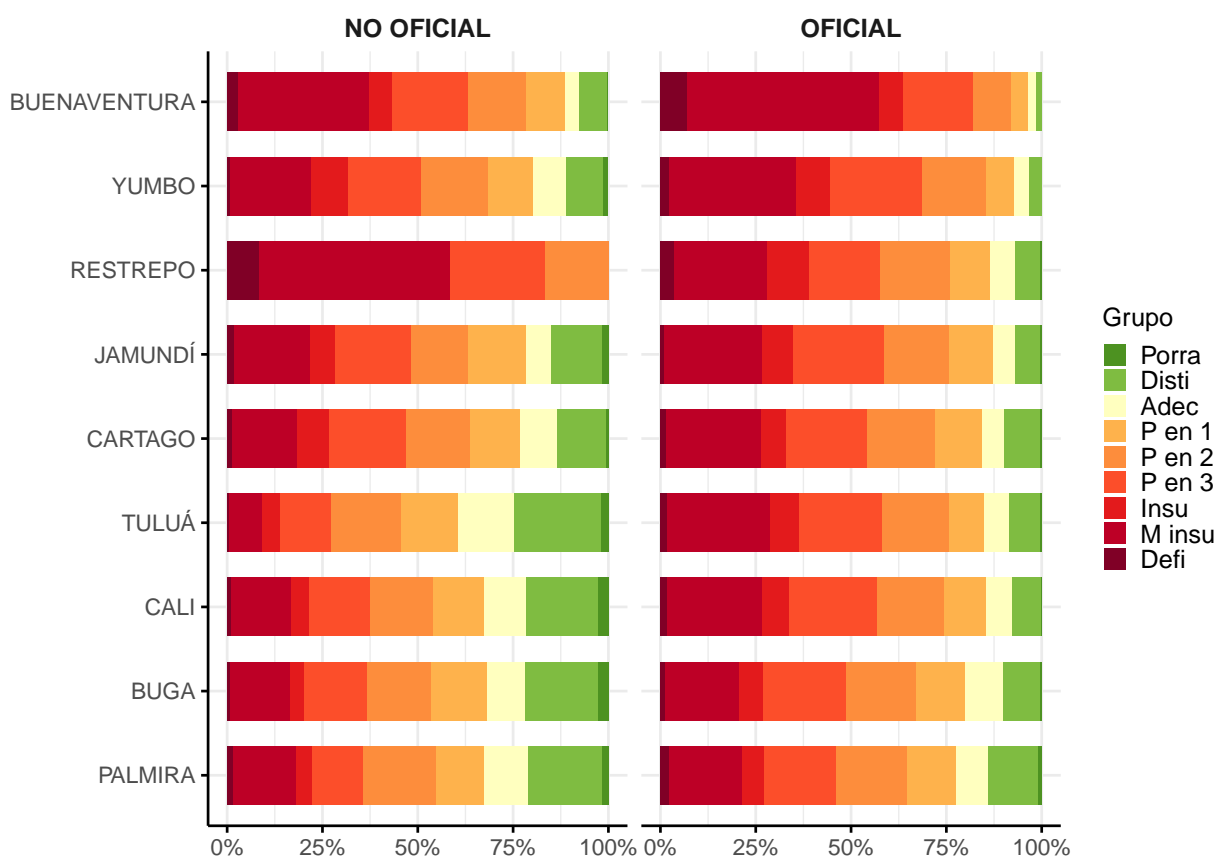 NO OFICIAL
OFICIAL
BUENAVENTURA
YUMBO
RESTREPO
JAMUNDÍ
CARTAGO
TULUÁ
CALI
BUGA
PALMIRA
0% 25% 50% 75% 100% 0% 25% 50% 75% 100%
Grupo
Porra
Disti
Adec
P en 1
P en 2
P en 3
Insu
M insu
Defi